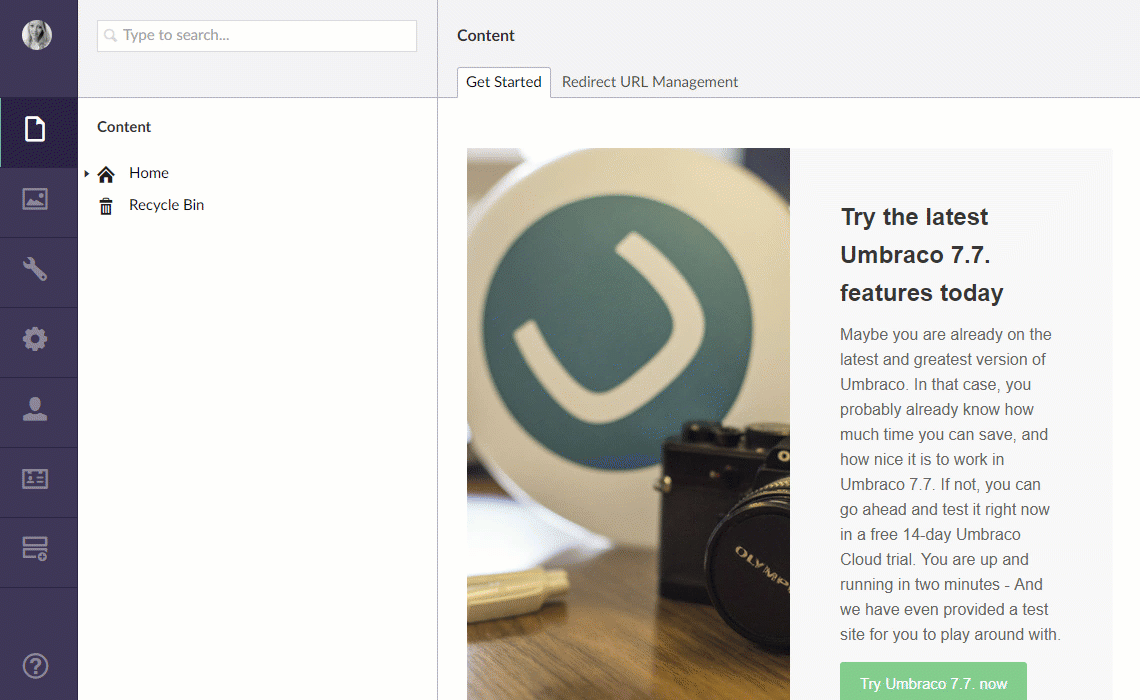 Type to search...
Content
Get Started
Redirect URL Management
Content
Home
Recycle Bin
Try the latest
Umbraco 7.7.
features today
Maybe you are already on the
latest and greatest version of
Umbraco. In that case, you
probably already know how
much time you can save, and
how nice it is to work in
Umbraco 7.7. If not, you can
go ahead and test it right now
in a free 14-day Umbraco
Cloud trial. You are up and
running in two minutes - And
we have even provided a test
site for you to play around with.
OLYMP
Try Umbraco 7.7. now